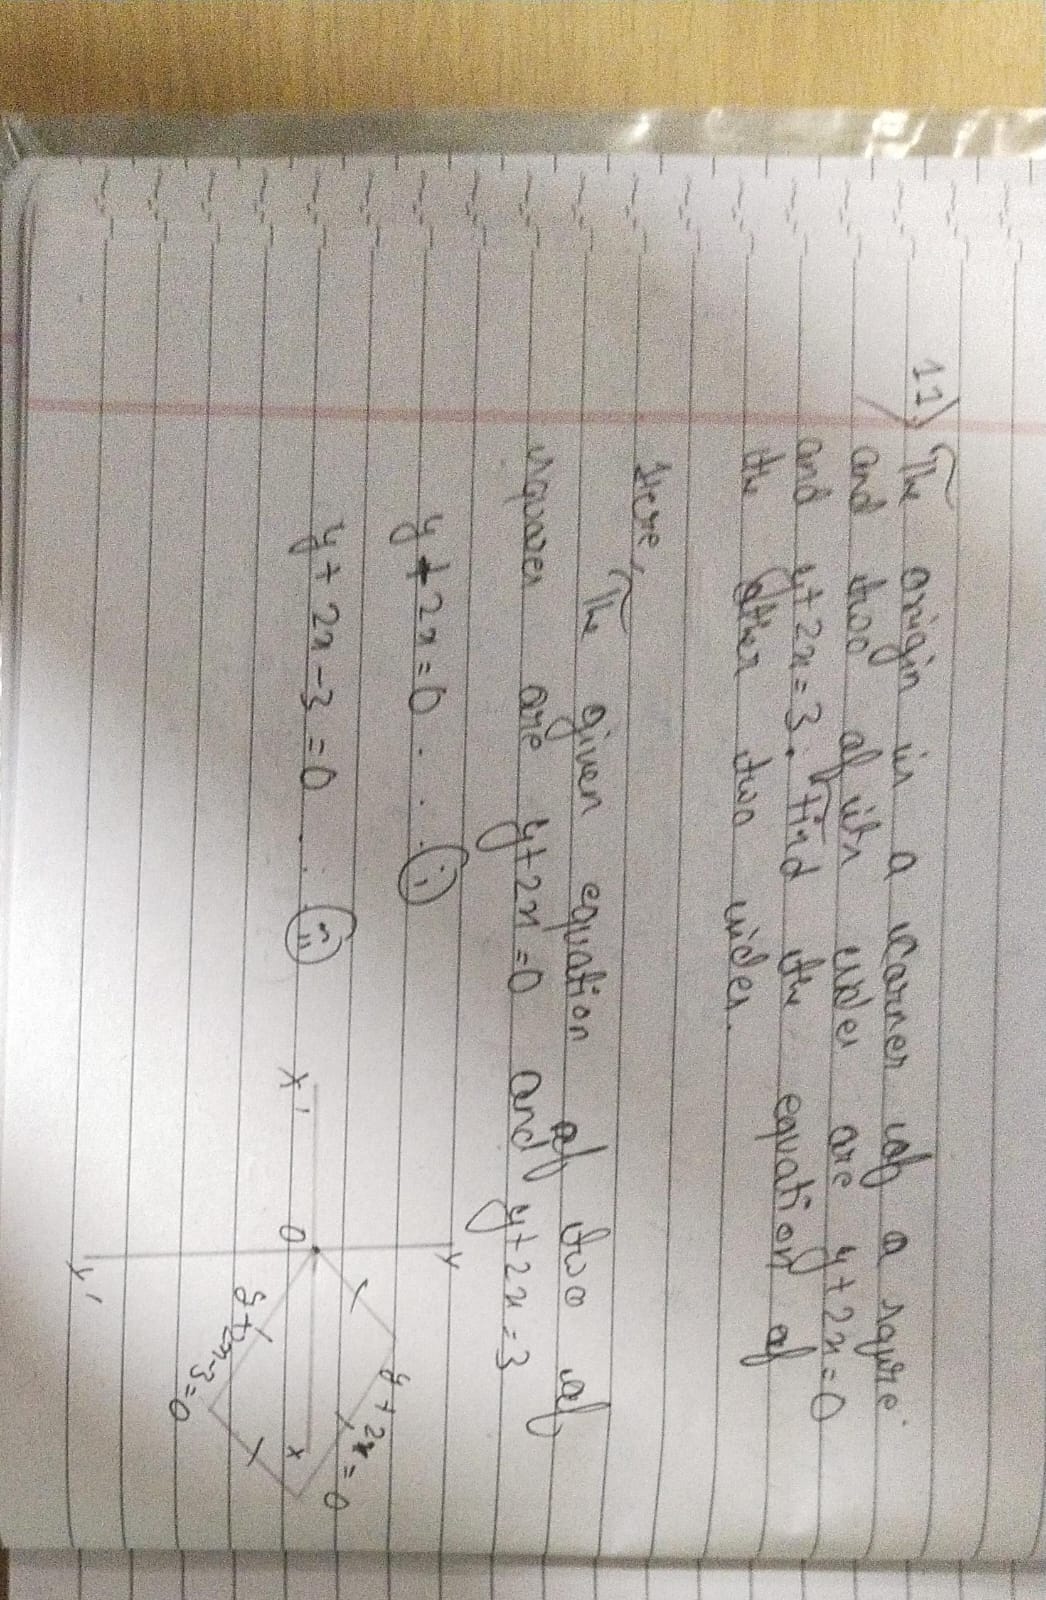 11) The origin is a corner of a squre.
and two of its sides are y+2x=0
and y+2x=3. Find the equation of
the other two sides.
Here,
The given equation of two of
squares are y+2x=0 and y+2x=3
y+2x=0 . . . (i)
y+2x-3=0 . . . (ii)
Y
X'
O
X
Y'
y+2x=0
y+2x-3=0